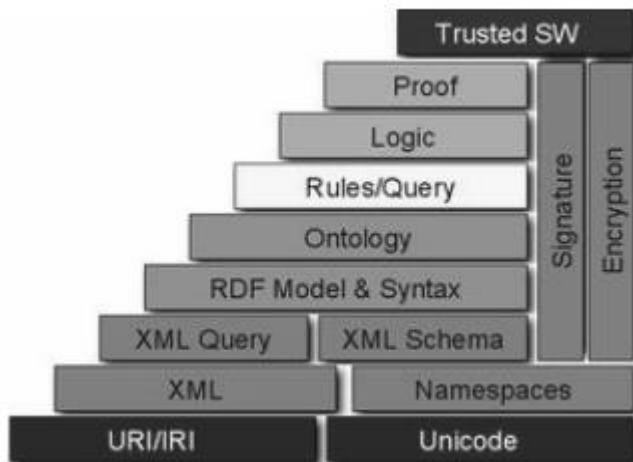 Trusted SW
Proof
Logic
Rules/Query
Ontology
RDF Model & Syntax
XML Query
XML Schema
Signature
Encryption
XML
Namespaces
URI/IRI
Unicode